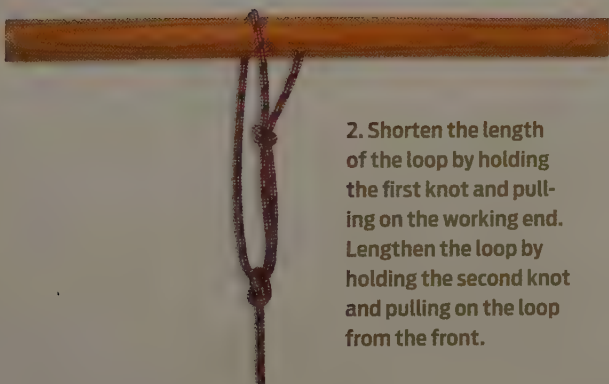 2. Shorten the length
of the loop by holding
the first knot and pull-
ing on the working end.
Lengthen the loop by
holding the second knot
and pulling on the loop
from the front.